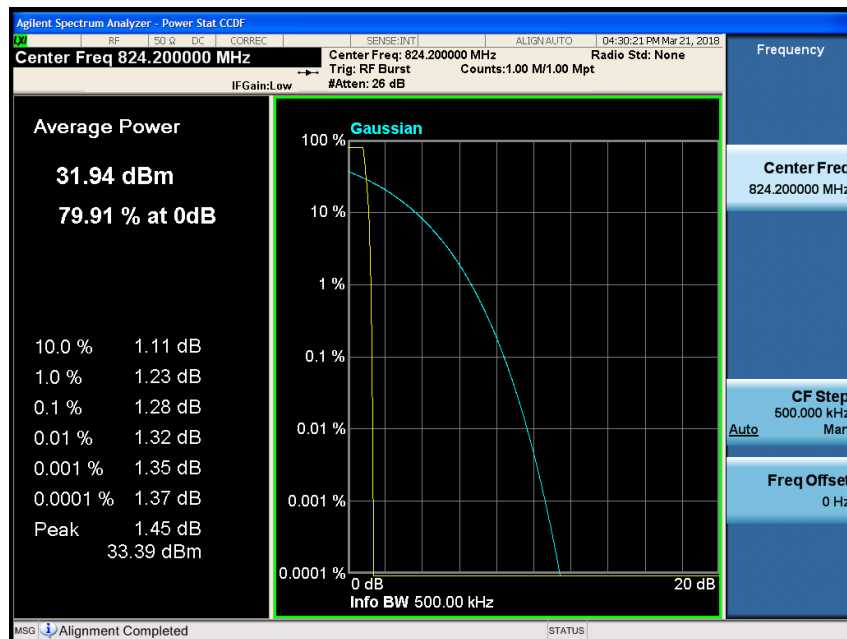 Agilent Spectrum Analyzer - Power Stat CCDF
LXI RF 50 Ω DC CORREC SENSE:INT ALIGN AUTO 04:30:21 PM Mar 21, 2018
Center Freq 824.200000 MHz
Center Freq: 824.200000 MHz Radio Std: None
Trig: RF Burst Counts:1.00 M/1.00 Mpt
IFGain:Low #Atten: 26 dB
Frequency
Average Power
31.94 dBm
79.91 % at 0dB
10.0 % 1.11 dB
1.0 % 1.23 dB
0.1 % 1.28 dB
0.01 % 1.32 dB
0.001 % 1.35 dB
0.0001 % 1.37 dB
Peak 1.45 dB
33.39 dBm
Gaussian
100 %
10 %
1 %
0.1 %
0.01 %
0.001 %
0.0001 %
0 dB 20 dB
Info BW 500.00 kHz
Center Freq
824.200000 MHz
CF Step
500.000 kHz
Auto Man
Freq Offset
0 Hz
MSG Alignment Completed STATUS